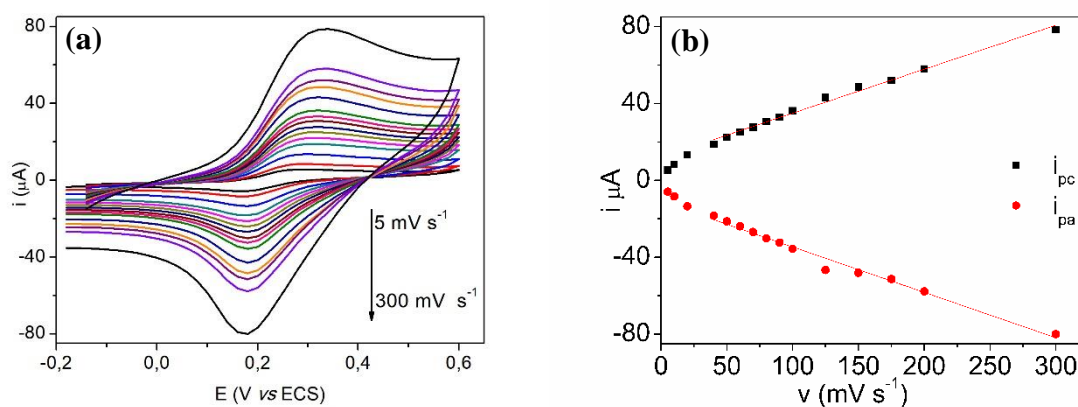 (a)
80
40
0
-40
-80
i (µA)
5 mV s⁻¹
300 mV s⁻¹
-0,2 0,0 0,2 0,4 0,6
E (V vs ECS)
(b)
80
40
0
-40
-80
i µA
i pc
i pa
0 50 100 150 200 250 300
v (mV s⁻¹)